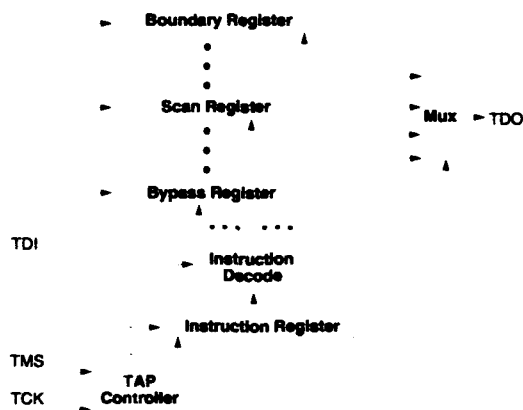 Boundary Register
Scan Register
Mux
TDO
Bypass Register
TDI
Instruction
Decode
Instruction Register
TMS
TAP
Controller
TCK